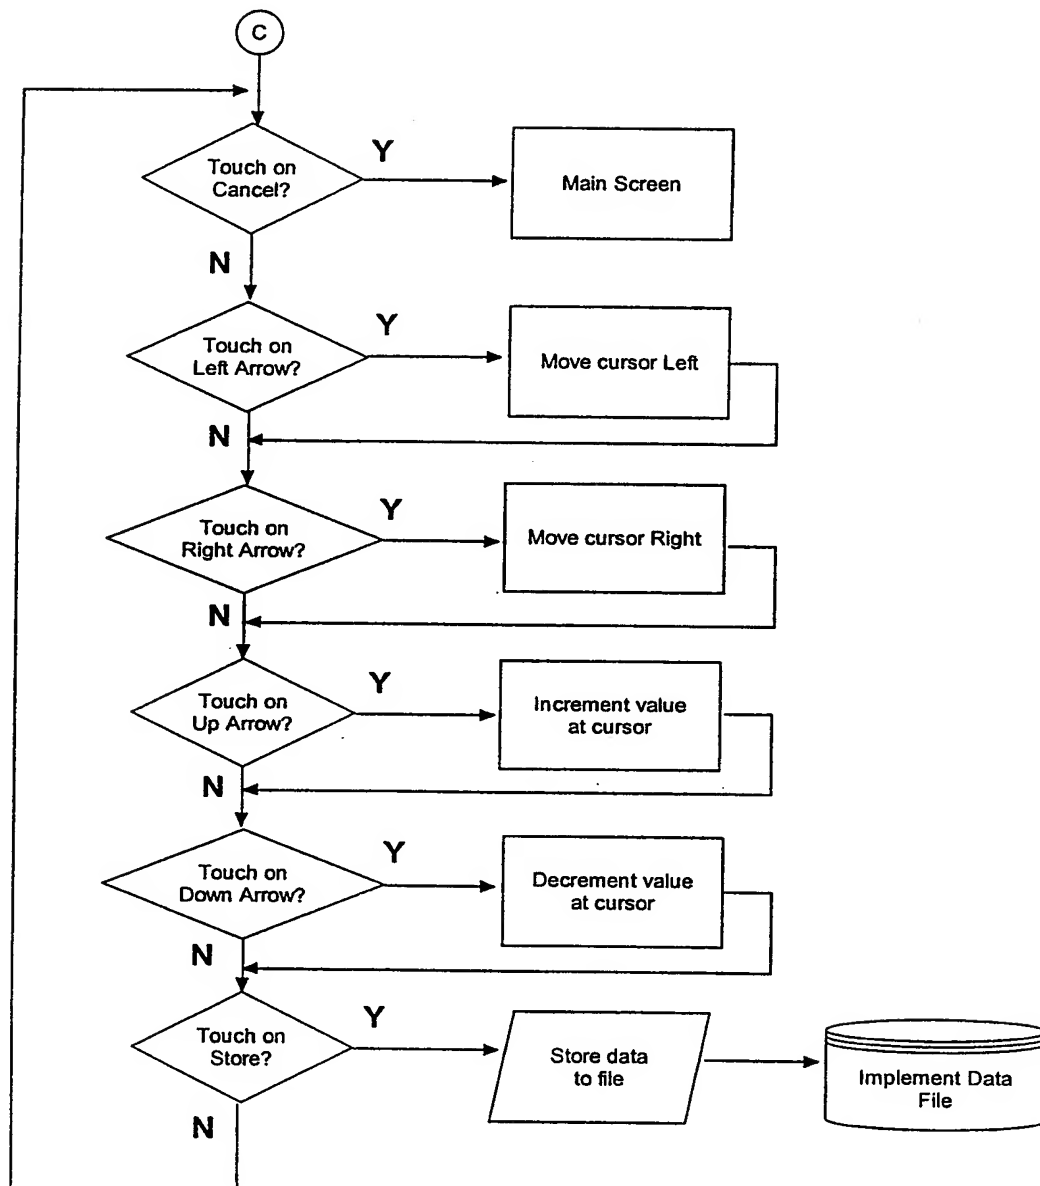 C
Touch on
Cancel?
Y
Main Screen
N
Touch on
Left Arrow?
Y
Move cursor Left
N
Touch on
Right Arrow?
Y
Move cursor Right
N
Touch on
Up Arrow?
Y
Increment value
at cursor
N
Touch on
Down Arrow?
Y
Decrement value
at cursor
N
Touch on
Store?
Y
Store data
to file
Implement Data
File
N